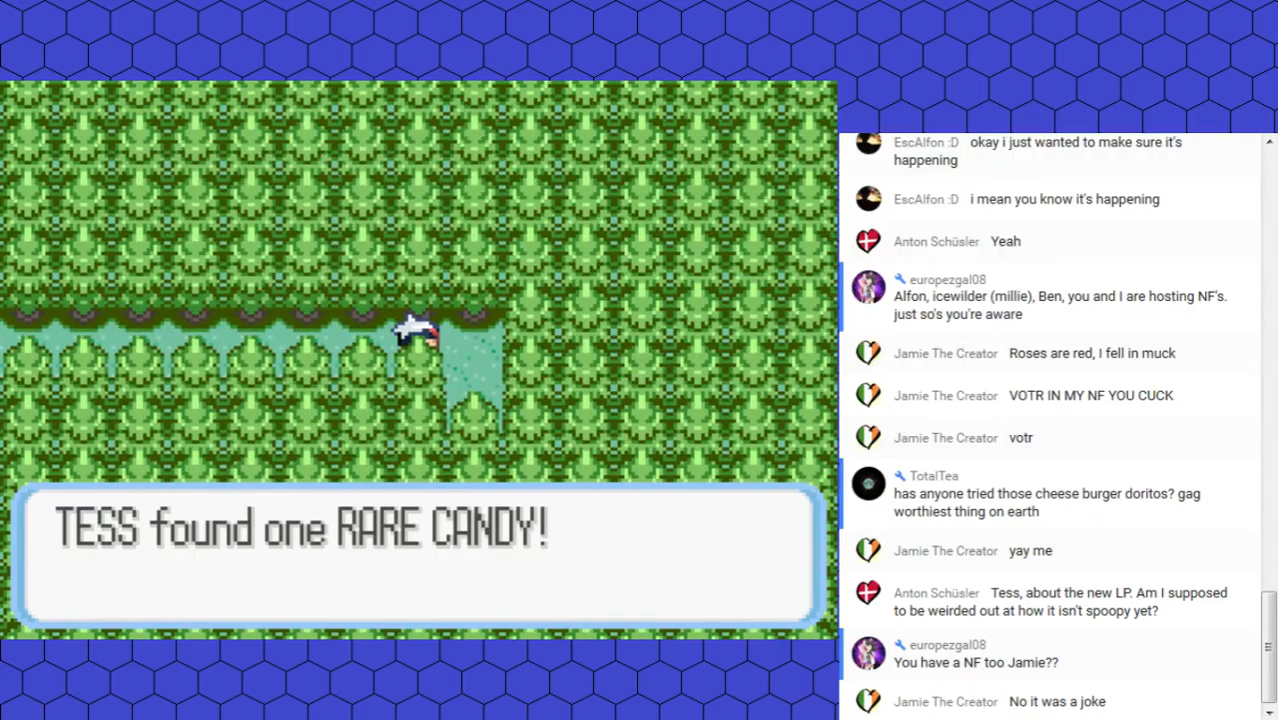 TESS found one RARE CANDY!
EscAlfon :D okay i just wanted to make sure it's
happening
EscAlfon :D i mean you know it's happening
Anton Schüsler Yeah
europezgal08
Alfon, icewilder (millie), Ben, you and I are hosting NF's.
just so's you're aware
Jamie The Creator Roses are red, I fell in muck
Jamie The Creator VOTR IN MY NF YOU CUCK
Jamie The Creator votr
TotalTea
has anyone tried those cheese burger doritos? gag
worthiest thing on earth
Jamie The Creator yay me
Anton Schüsler Tess, about the new LP. Am I supposed
to be weirded out at how it isn't spoopy yet?
europezgal08
You have a NF too Jamie??
Jamie The Creator No it was a joke